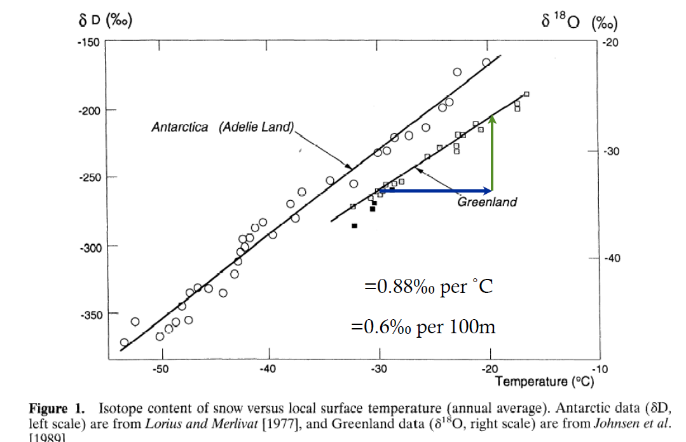 δ D (‰)
δ ¹⁸O (‰)
-150
-20
-200
Antarctica (Adelie Land)
-30
-250
Greenland
-300
-40
=0.88‰ per ˚C
-350
=0.6‰ per 100m
-50
-40
-30
-20
-10
Temperature (°C)
Figure 1. Isotope content of snow versus local surface temperature (annual average). Antarctic data (δD,
left scale) are from Lorius and Merlivat [1977], and Greenland data (δ¹⁸O, right scale) are from Johnsen et al.
[1989]